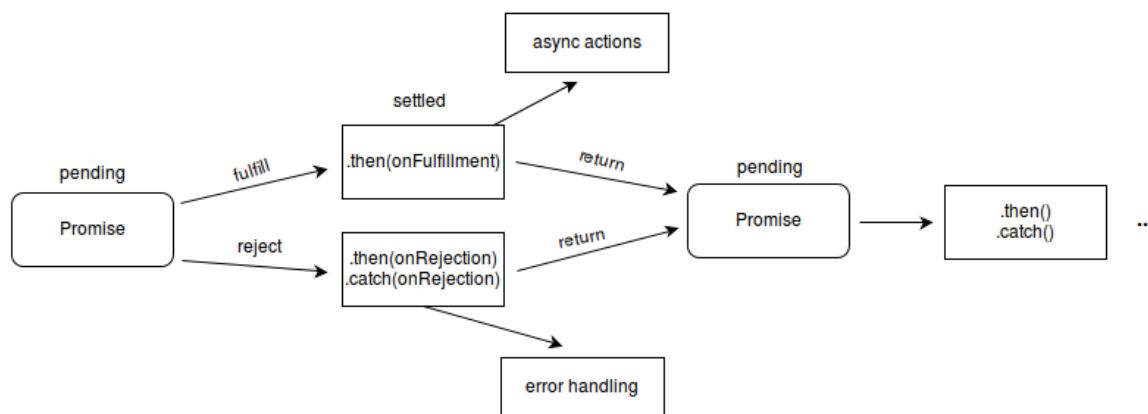 async actions
settled
.then(onFulfillment)
fulfill
return
pending
Promise
pending
Promise
.then()
.catch()
...
reject
.then(onRejection)
.catch(onRejection)
return
error handling